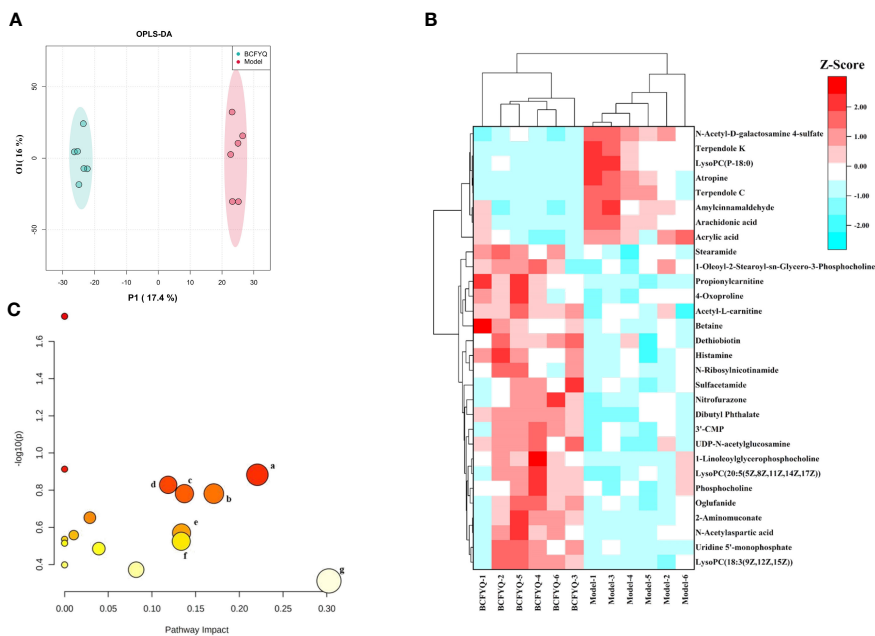 A
OPLS-DA
BCFYQ
Model
50
0
-50
O1( 16 %)
-30
-20
-10
0
10
20
30
P1 ( 17.4 %)
B
Z-Score
2.00
1.00
0.00
-1.00
-2.00
N-Acetyl-D-galactosamine 4-sulfate
Terpendole K
LysoPC(P-18:0)
Atropine
Terpendole C
Amylcinnamaldehyde
Arachidonic acid
Acrylic acid
Stearamide
1-Oleoyl-2-Stearoyl-sn-Glycero-3-Phosphocholine
Propionylcarnitine
4-Oxoproline
Acetyl-L-carnitine
Betaine
Dethiobiotin
Histamine
N-Ribosylnicotinamide
Sulfacetamide
Nitrofurazone
Dibutyl Phthalate
3'-CMP
UDP-N-acetylglucosamine
1-Linoleoylglycerophosphocholine
LysoPC(20:5(5Z,8Z,11Z,14Z,17Z))
Phosphocholine
Oglufanide
2-Aminomuconate
N-Acetylaspartic acid
Uridine 5'-monophosphate
LysoPC(18:3(9Z,12Z,15Z))
BCFYQ-1
BCFYQ-2
BCFYQ-5
BCFYQ-4
BCFYQ-6
BCFYQ-3
Model-1
Model-3
Model-4
Model-5
Model-2
Model-6
C
-log10(p)
1.6
1.4
1.2
1.0
0.8
0.6
0.4
a
b
c
d
e
f
g
0.00
0.05
0.10
0.15
0.20
0.25
0.30
Pathway Impact